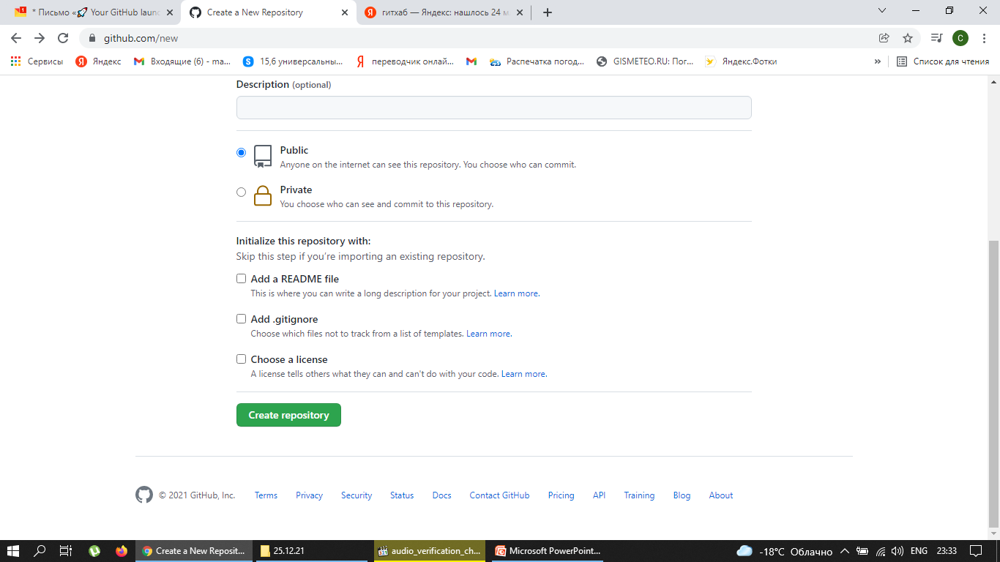 * Письмо «🚀 Your GitHub laun
Create a New Repository
гитхаб — Яндекс: нашлось 24 м
github.com/new
С
Сервисы
Яндекс
Входящие (6) - ma...
15,6 универсальны...
переводчик онлай...
Распечатка погод...
GISMETEO.RU: Пог...
Яндекс.Фотки
»
Список для чтения
Description (optional)
Public
Anyone on the internet can see this repository. You choose who can commit.
Private
You choose who can see and commit to this repository.
Initialize this repository with:
Skip this step if you’re importing an existing repository.
Add a README file
This is where you can write a long description for your project. Learn more.
Add .gitignore
Choose which files not to track from a list of templates. Learn more.
Choose a license
A license tells others what they can and can't do with your code. Learn more.
Create repository
© 2021 GitHub, Inc.
Terms
Privacy
Security
Status
Docs
Contact GitHub
Pricing
API
Training
Blog
About
Create a New Reposit...
25.12.21
audio_verification_ch...
Microsoft PowerPoint...
-18°C Облачно
ENG
23:33